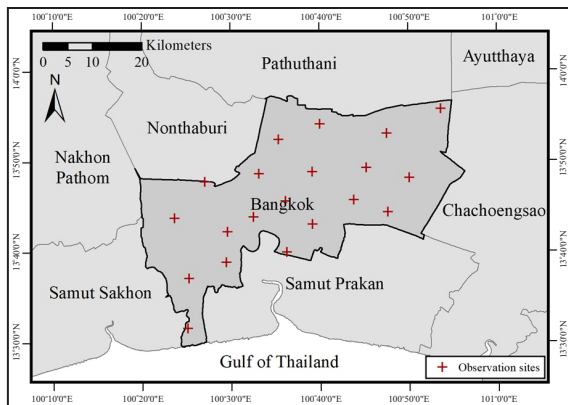 Kilometers
0 5 10 20
N
Pathuthani
Ayutthaya
Nonthaburi
Nakhon
Pathom
Bangkok
Chachoengsao
Samut Sakhon
Samut Prakan
Gulf of Thailand
Observation sites
14°0'0"N
13°50'0"N
13°40'0"N
13°30'0"N
14°0'0"N
13°50'0"N
13°40'0"N
13°30'0"N
100°10'0"E
100°20'0"E
100°30'0"E
100°40'0"E
100°50'0"E
101°0'0"E
100°10'0"E
100°20'0"E
100°30'0"E
100°40'0"E
100°50'0"E
101°0'0"E